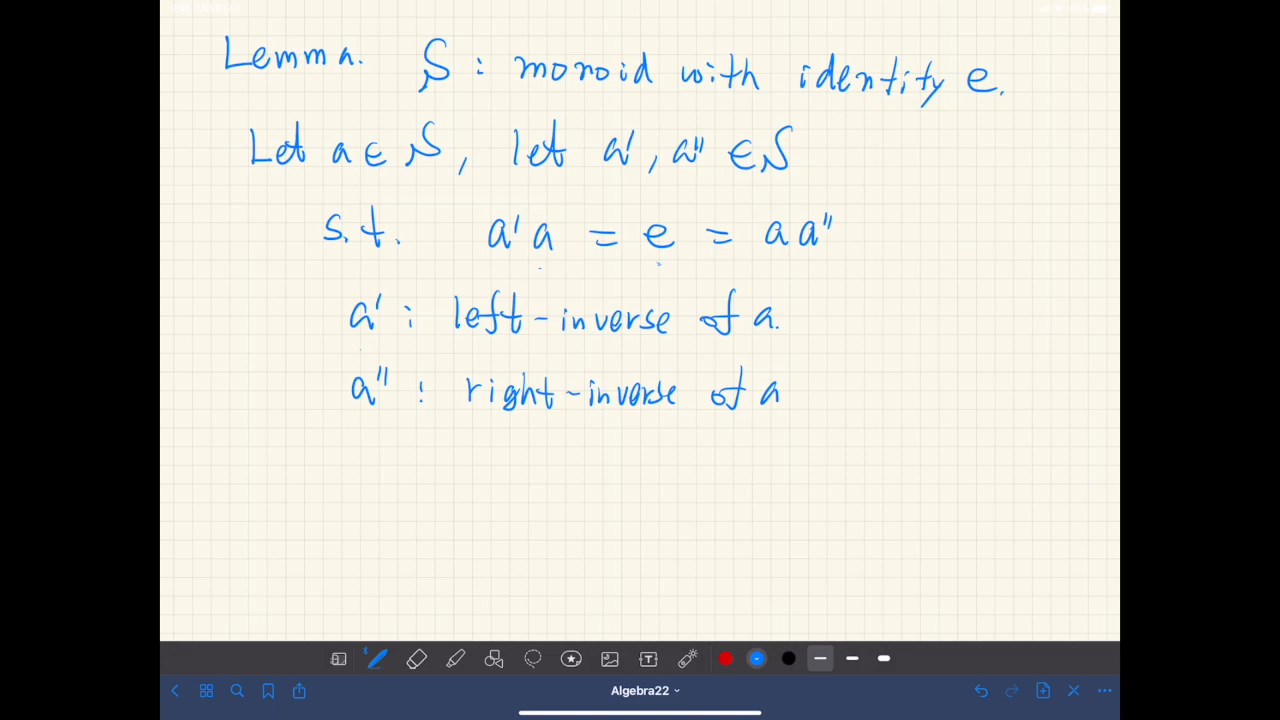 Lemma. S : monoid with identity e.
Let a ∈ S, let a', a'' ∈ S
s.t. a'a = e = aa''
a' : left-inverse of a.
a'' : right-inverse of a
Algebra22